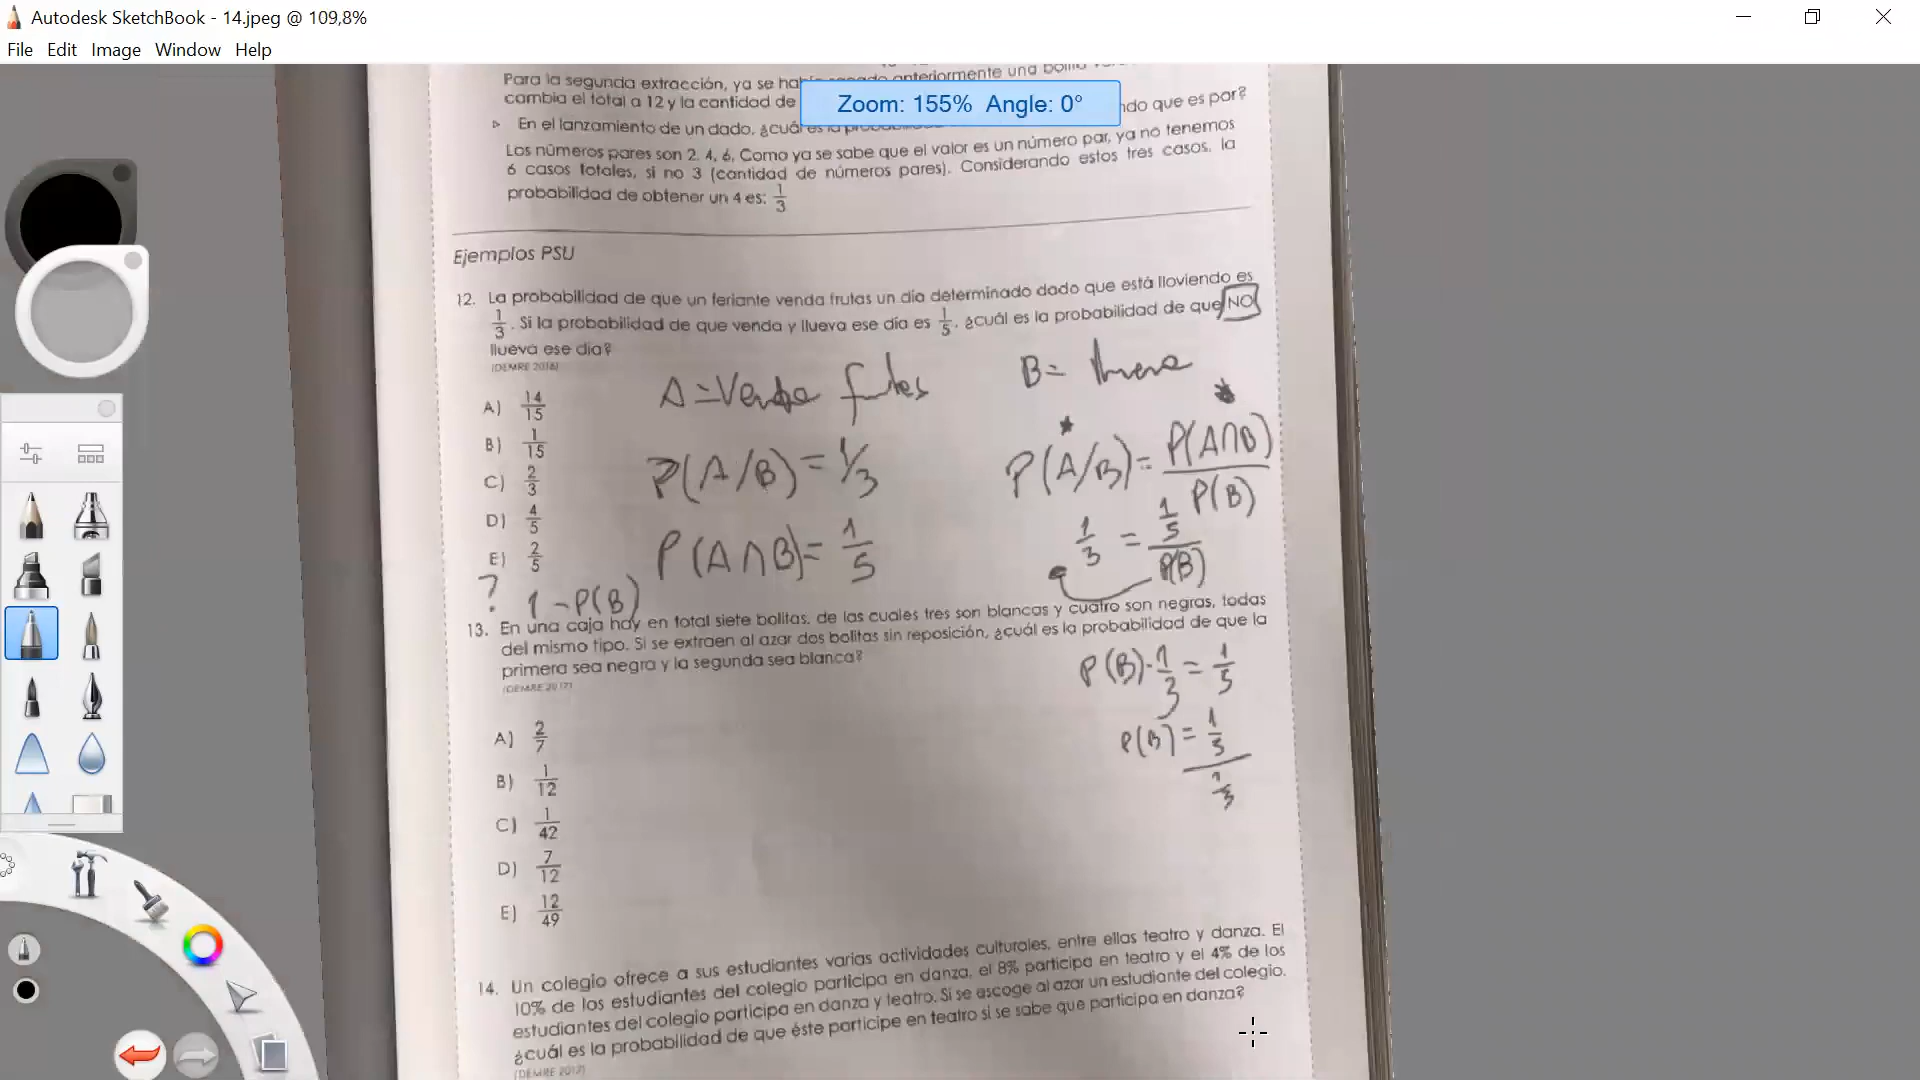 Autodesk SketchBook - 14.jpeg @ 109,8%
File Edit Image Window Help
Para la segunda extracción, ya se anteriormente una
cambia el total a 12 y la cantidad de
Zoom: 155% Angle: 0°
ndo que es par?
▹ En el lanzamiento de un dado, ¿cuál es la
Los números pares son 2, 4, 6, Como ya se sabe que el valor es un número par, ya no tenemos
6 casos totales, si no 3 (cantidad de números pares). Considerando estos tres casos, la
probabilidad de obtener un 4 es: 1/3
Ejemplos PSU
12. La probabilidad de que un feriante venda frutas un día determinado dado que está lloviendo es
1/3. Si la probabilidad de que venda y llueva ese día es 1/5, ¿cuál es la probabilidad de que NO
llueva ese día?
(DEMRE 2016)
A) 14/15
B) 1/15
C) 2/3
D) 4/5
E) 2/5
A = Vende frutas
B = llueve
P(A/B) = 1/3
P(A∩B) = 1/5
? 1 - P(B)
P(A/B) = P(A∩B)/P(B)
1/3 = 1/5/P(B)
P(B) · 1/3 = 1/5
P(B) = 1/5
1/3
13. En una caja hay en total siete bolitas, de las cuales tres son blancas y cuatro son negras, todas
del mismo tipo. Si se extraen al azar dos bolitas sin reposición, ¿cuál es la probabilidad de que la
primera sea negra y la segunda sea blanca?
(DEMRE 2017)
A) 2/7
B) 1/12
C) 1/42
D) 7/12
E) 12/49
14. Un colegio ofrece a sus estudiantes varias actividades culturales, entre ellas teatro y danza. El
10% de los estudiantes del colegio participa en danza, el 8% participa en teatro y el 4% de los
estudiantes del colegio participa en danza y teatro. Si se escoge al azar un estudiante del colegio,
¿cuál es la probabilidad de que éste participe en teatro si se sabe que participa en danza?
(DEMRE 2017)